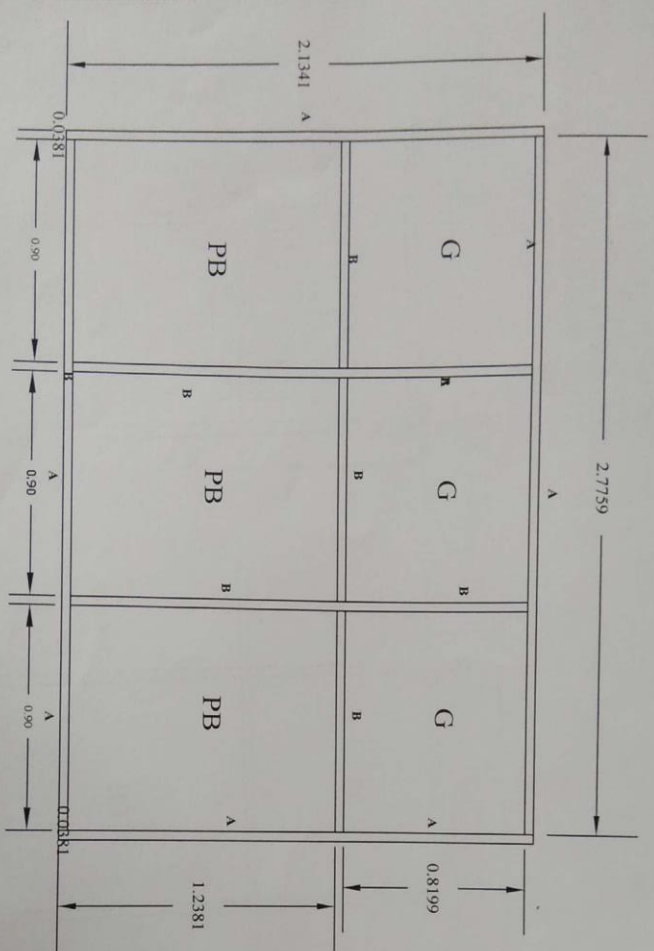 2.7759
A
A
B
G G G
A 0.8199
B B B
2.1341 A
B A
PB PB PB
1.2381
B
B
0.0381 0.0381
A A
0.90 0.90 0.90